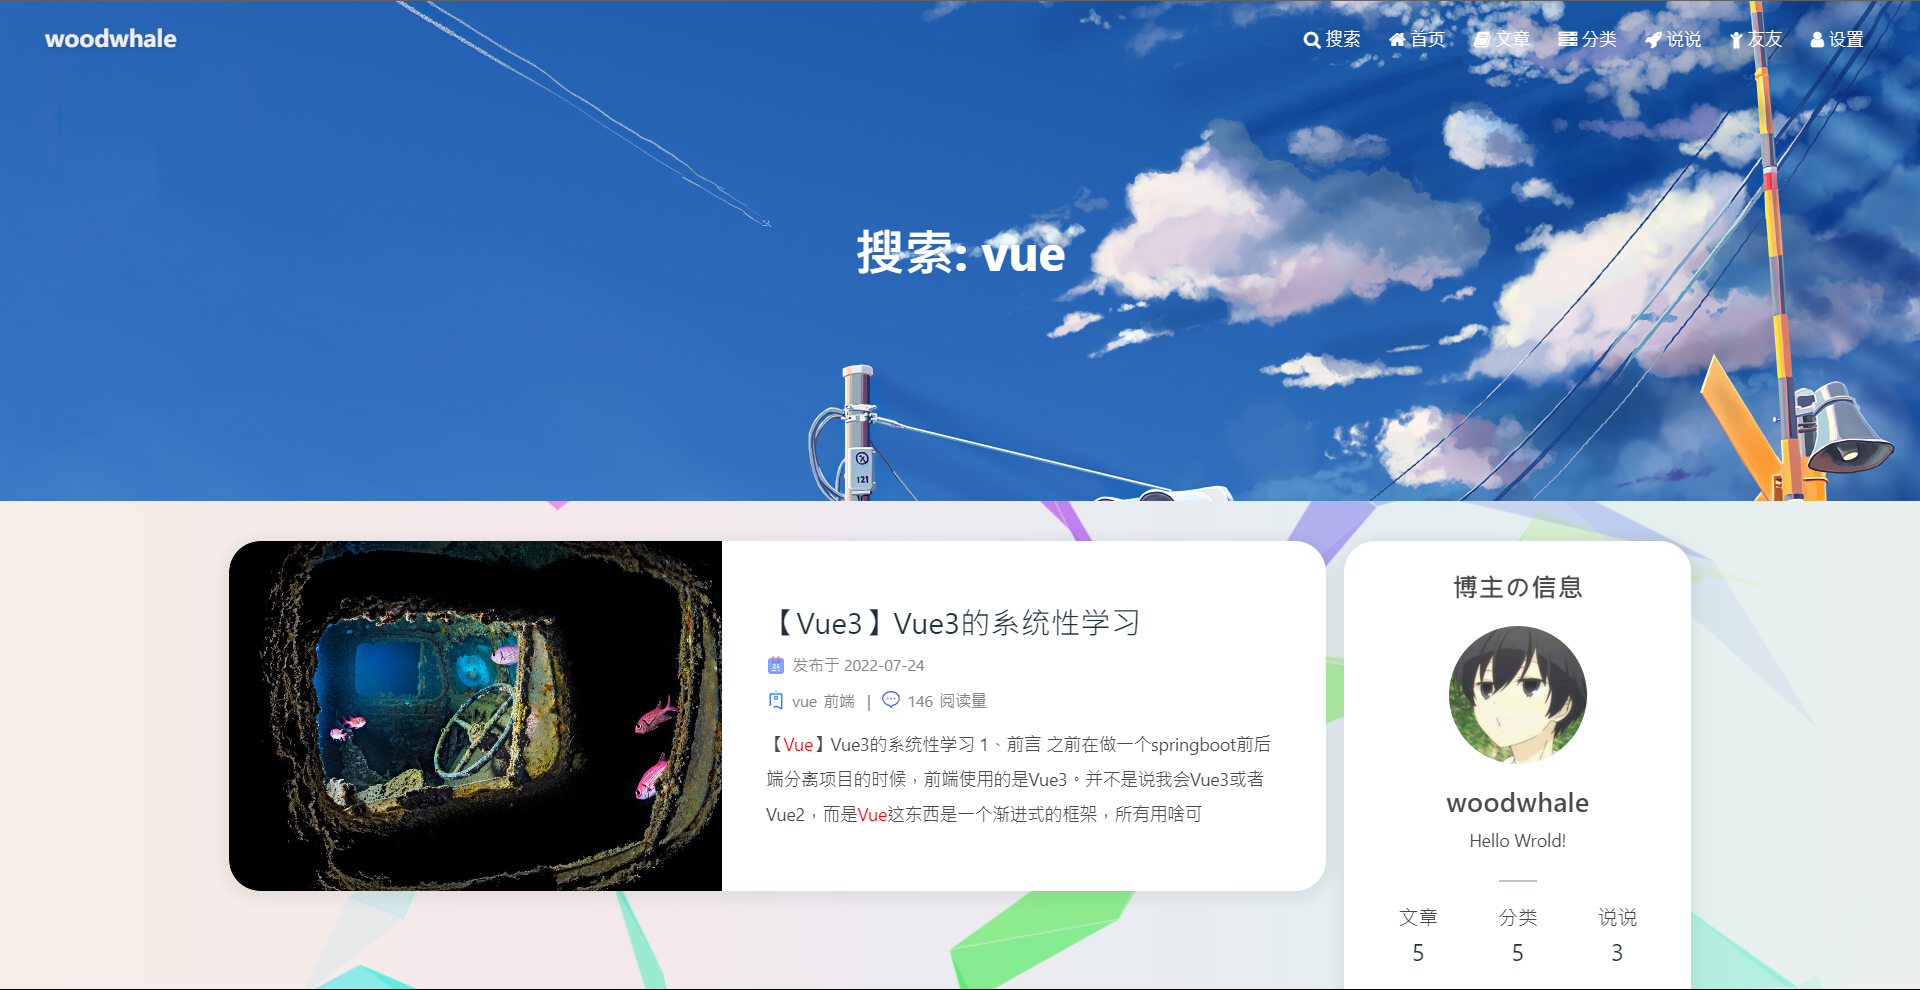 woodwhale
搜索 首页 文章 分类 说说 友友 设置
搜索: vue
121
【Vue3】Vue3的系统性学习
24 发布于 2022-07-24
vue 前端 | 146 阅读量
【Vue】Vue3的系统性学习 1、前言 之前在做一个springboot前后
端分离项目的时候，前端使用的是Vue3。并不是说我会Vue3或者
Vue2，而是Vue这东西是一个渐进式的框架，所有用啥可
博主の信息
woodwhale
Hello Wrold!
文章 分类 说说
5 5 3